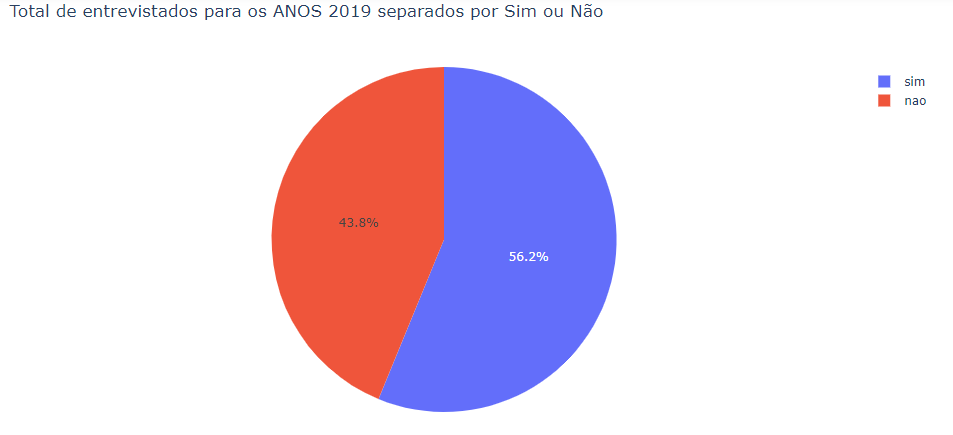 Total de entrevistados para os ANOS 2019 separados por Sim ou Não
sim
nao
43.8%
56.2%